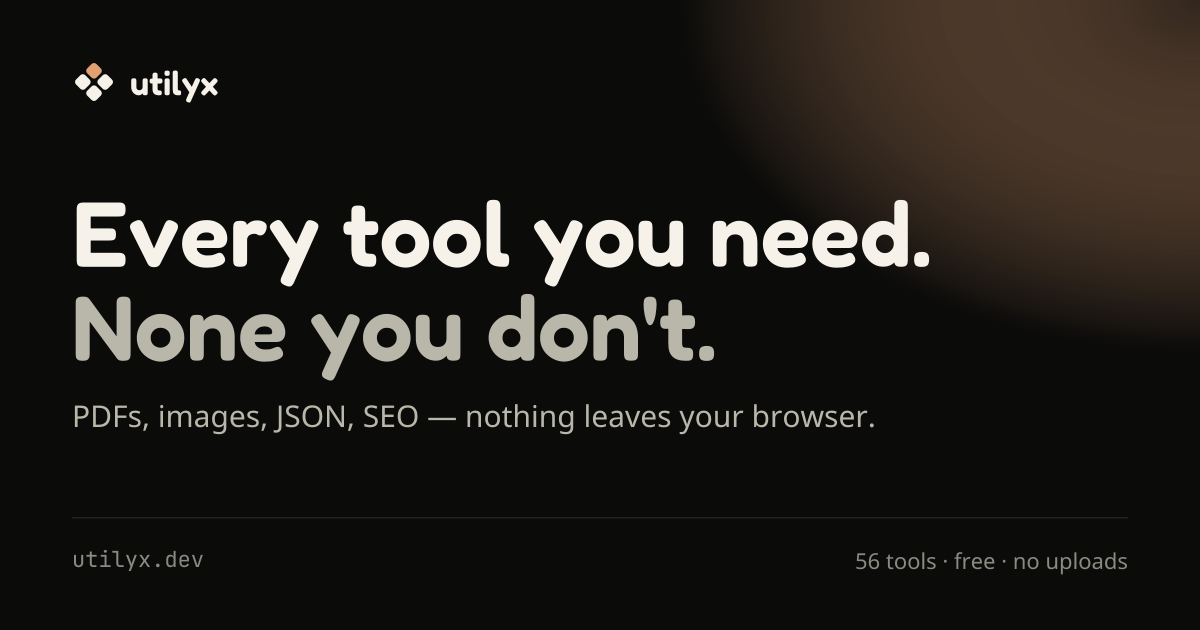 utilyx
Every tool you need.
None you don't.
PDFs, images, JSON, SEO — nothing leaves your browser.
utilyx.dev
56 tools · free · no uploads